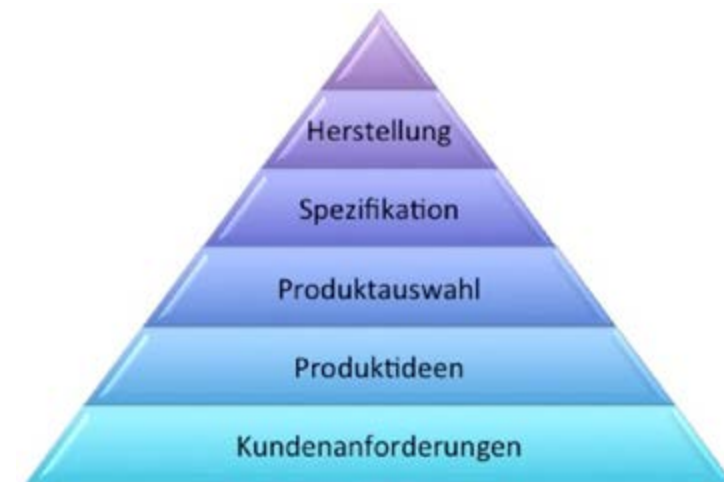 Herstellung
Spezifikation
Produktauswahl
Produktideen
Kundenanforderungen